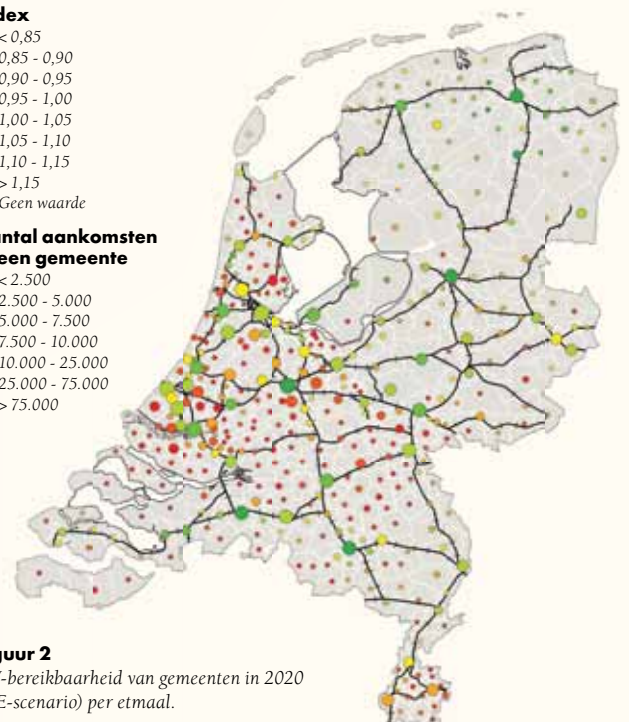 dex
< 0,85
0,85 - 0,90
0,90 - 0,95
0,95 - 1,00
1,00 - 1,05
1,05 - 1,10
1,10 - 1,15
> 1,15
Geen waarde
ntal aankomsten
een gemeente
< 2.500
2.500 - 5.000
5.000 - 7.500
7.500 - 10.000
10.000 - 25.000
25.000 - 75.000
> 75.000
guur 2
-bereikbaarheid van gemeenten in 2020
E-scenario) per etmaal.